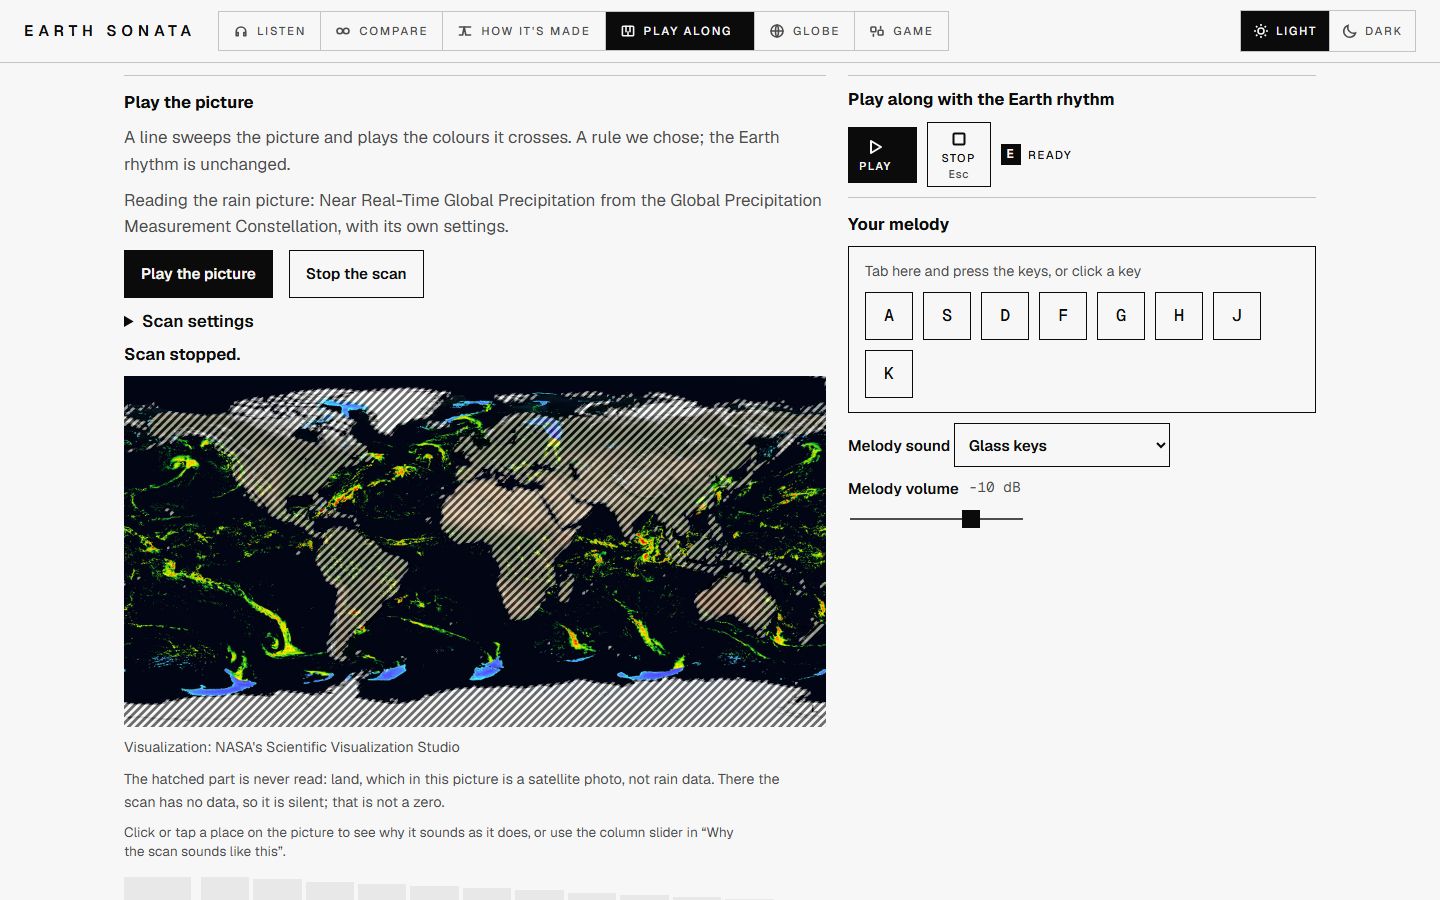 EARTH SONATA
LISTEN
COMPARE
HOW IT'S MADE
PLAY ALONG
GLOBE
GAME
LIGHT
DARK
Play the picture
A line sweeps the picture and plays the colours it crosses. A rule we chose; the Earth
rhythm is unchanged.
Reading the rain picture: Near Real-Time Global Precipitation from the Global Precipitation
Measurement Constellation, with its own settings.
Play the picture
Stop the scan
Scan settings
Scan stopped.
Visualization: NASA's Scientific Visualization Studio
The hatched part is never read: land, which in this picture is a satellite photo, not rain data. There the
scan has no data, so it is silent; that is not a zero.
Click or tap a place on the picture to see why it sounds as it does, or use the column slider in “Why
the scan sounds like this”.
Play along with the Earth rhythm
PLAY
STOP
Esc
E READY
Your melody
Tab here and press the keys, or click a key
A S D F G H J
K
Melody sound Glass keys
Melody volume -10 dB